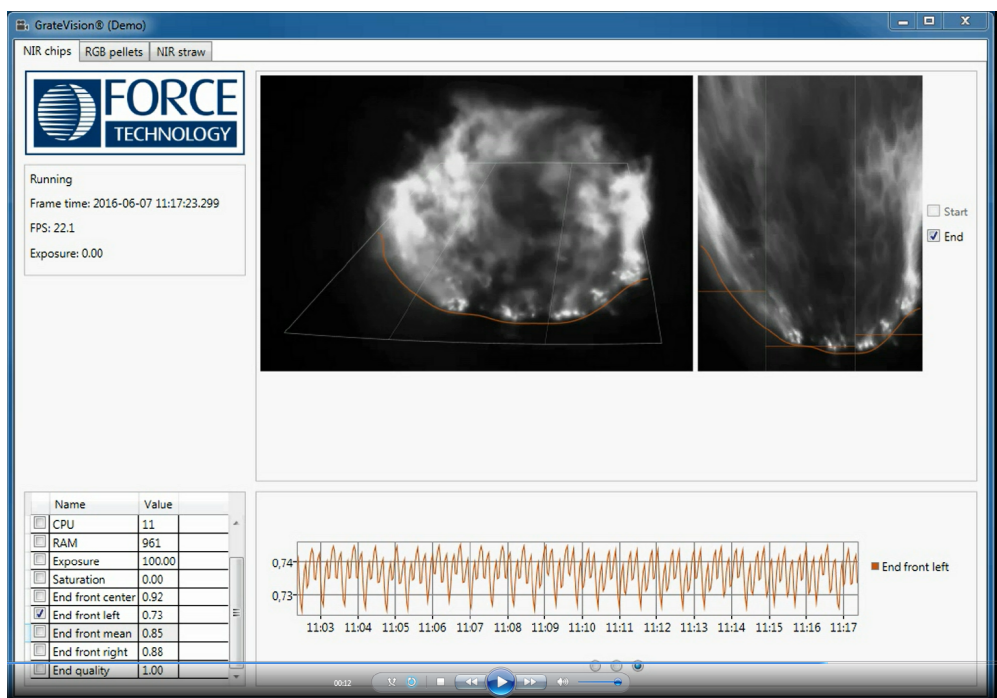 GrateVision® (Demo)
NIR chips RGB pellets NIR straw
FORCE
TECHNOLOGY
Running
Frame time: 2016-06-07 11:17:23.299
FPS: 22.1
Exposure: 0.00
Start
End
Name Value
CPU 11
RAM 961
Exposure 100.00
Saturation 0.00
End front center 0.92
End front left 0.73
End front mean 0.85
End front right 0.88
End quality 1.00
0,74
0,73
11:03 11:04 11:05 11:06 11:07 11:08 11:09 11:10 11:11 11:12 11:13 11:14 11:15 11:16 11:17
End front left
00:12